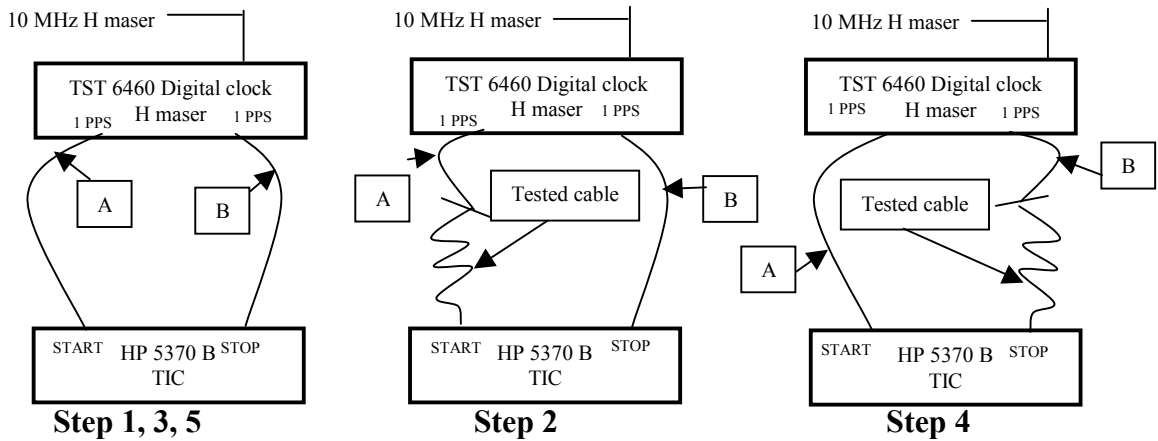 10 MHz H maser
TST 6460 Digital clock
H maser
1 PPS
1 PPS
A
B
START
HP 5370 B
STOP
TIC
Step 1, 3, 5
10 MHz H maser
TST 6460 Digital clock
H maser
1 PPS
1 PPS
A
Tested cable
B
START
HP 5370 B
STOP
TIC
Step 2
10 MHz H maser
TST 6460 Digital clock
1 PPS
H maser
1 PPS
B
Tested cable
A
START
HP 5370 B
STOP
TIC
Step 4